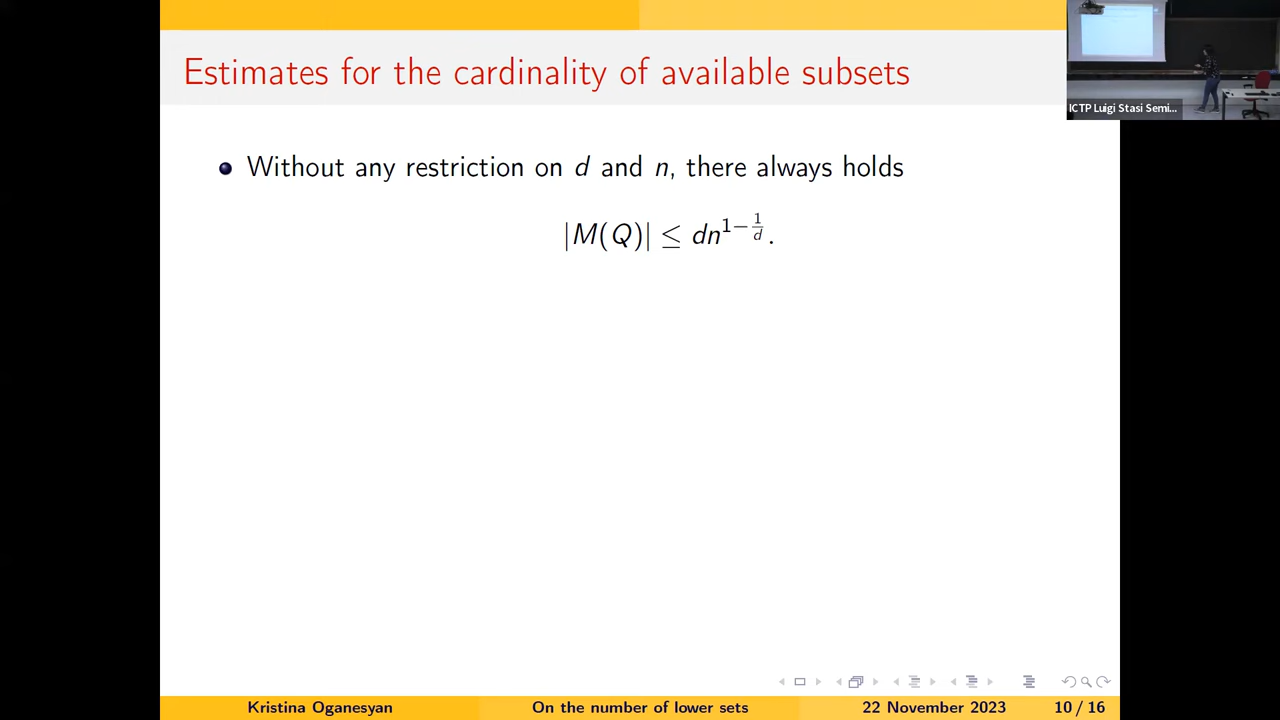 Estimates for the cardinality of available subsets
ICTP Luigi Stasi Semi...
Without any restriction on d and n, there always holds
|M(Q)| ≤ dn^{1−\frac{1}{d}}.
Kristina Oganesyan On the number of lower sets 22 November 2023 10 / 16